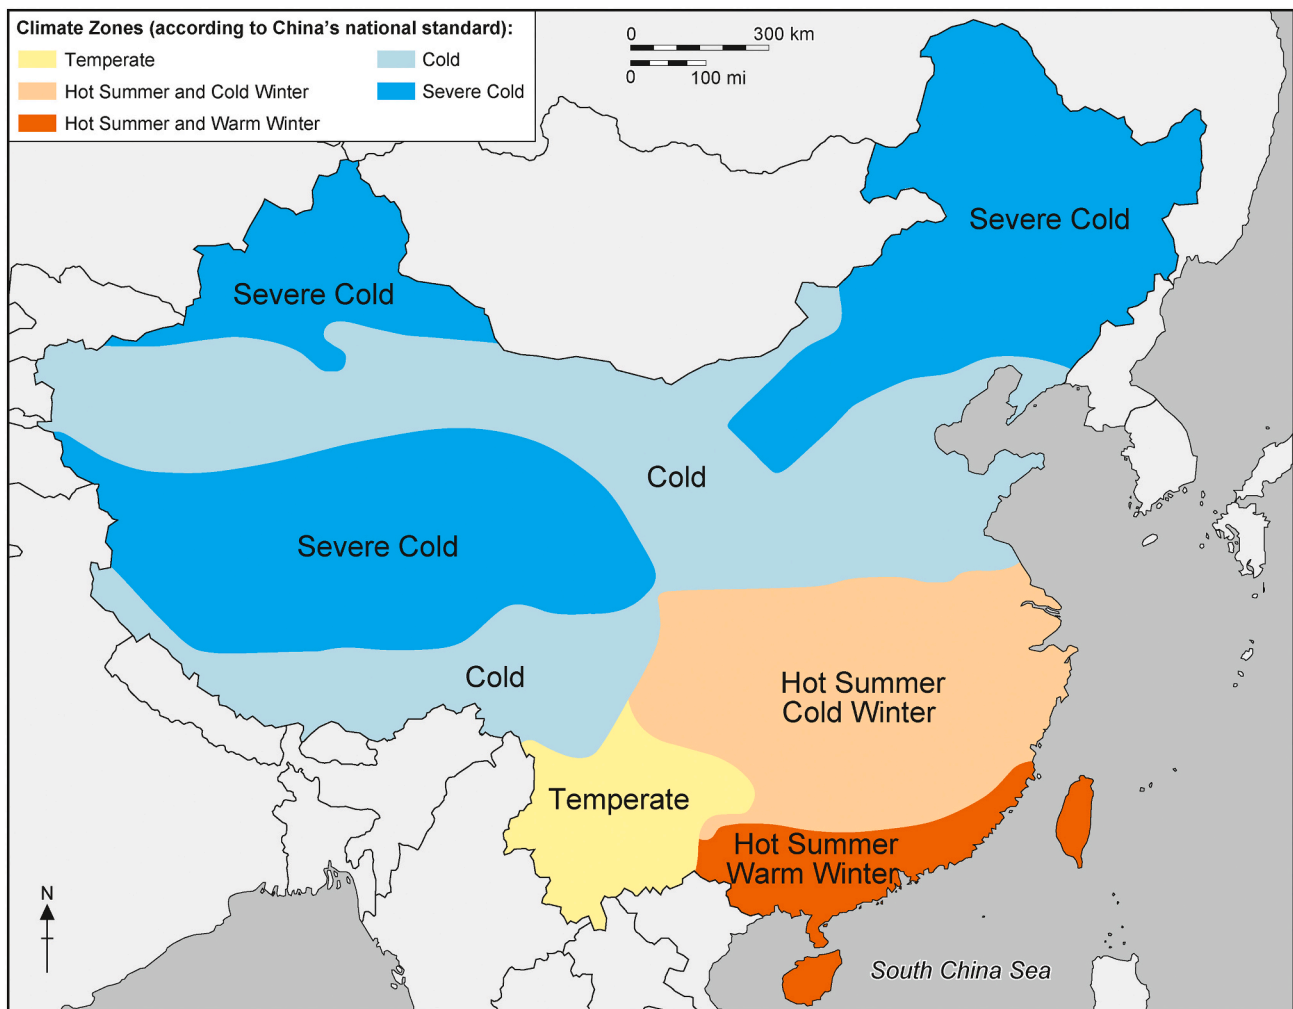 Climate Zones (according to China's national standard):
Temperate
Cold
Hot Summer and Cold Winter
Severe Cold
Hot Summer and Warm Winter
0 300 km
0 100 mi
Severe Cold
Severe Cold
Cold
Severe Cold
Cold
Hot Summer
Cold Winter
Temperate
Hot Summer
Warm Winter
N
South China Sea